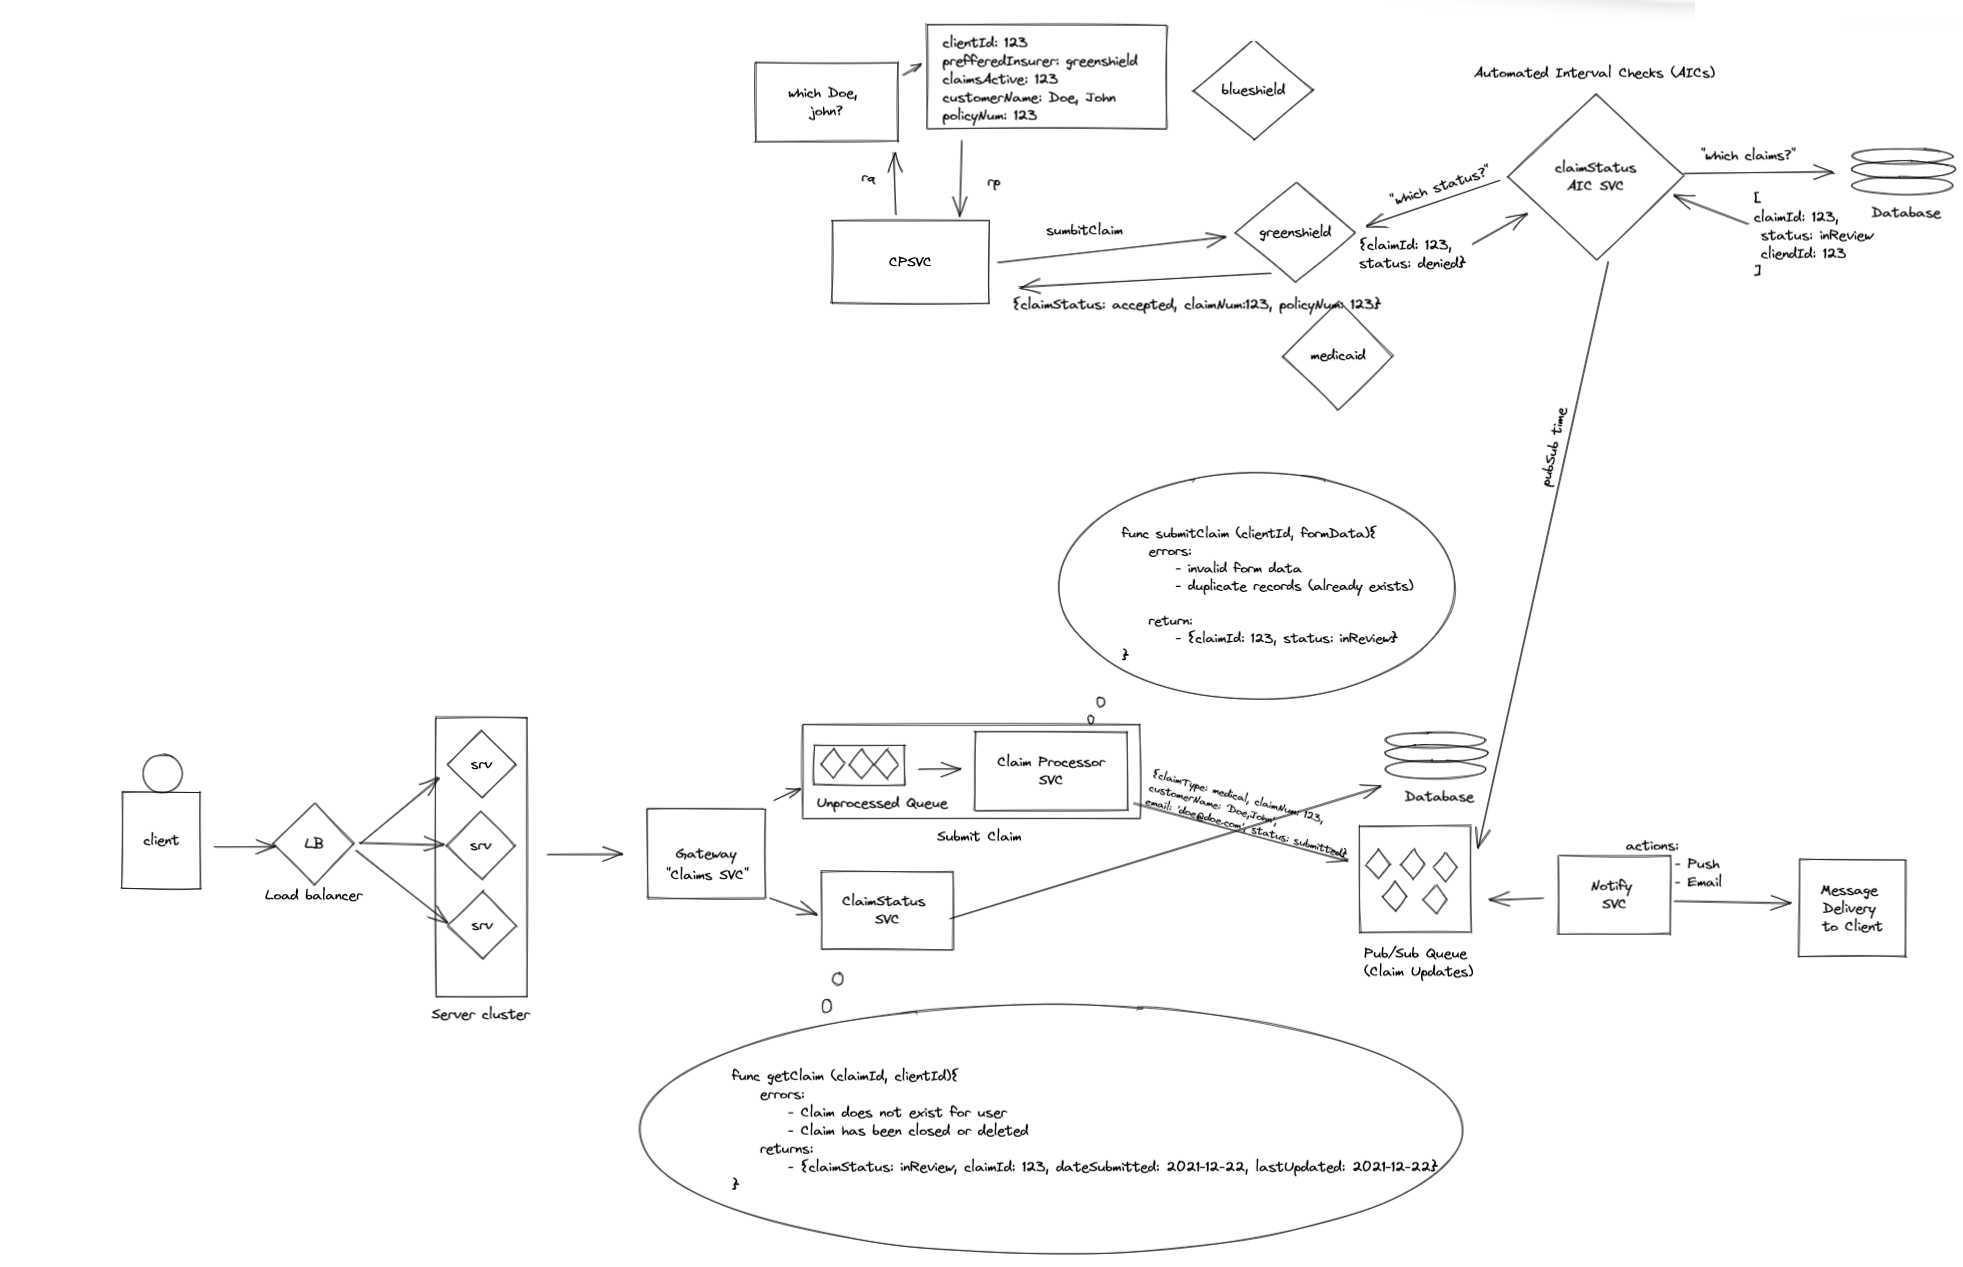 clientId: 123
prefferedInsurer: greenshield
claimsActive: 123
customerName: Doe, John
policyNum: 123
which Doe,
john?
blueshield
Automated Interval Checks (AICs)
claimStatus
AIC SVC
"which claims?"
Database
[
claimId: 123,
status: inReview
cliendId: 123
]
"which status?"
rq
rp
CPSVC
sumbitClaim
greenshield
{claimId: 123,
status: denied}
{claimStatus: accepted, claimNum:123, policyNum: 123}
medicaid
pubSub time
func submitClaim (clientId, formData){
errors:
- invalid form data
- duplicate records (already exists)
return:
- {claimId: 123, status: inReview}
}
client
LB
Load balancer
srv
srv
srv
Server cluster
Gateway
"Claims SVC"
Unprocessed Queue
Claim Processor
SVC
Submit Claim
ClaimStatus
SVC
{claimType: medical, claimNum: 123,
customerName: 'Doe,John',
email: 'doe@doe.com', status: submitted}
Database
Pub/Sub Queue
(Claim Updates)
Notify
SVC
actions:
- Push
- Email
Message
Delivery
to Client
func getClaim (claimId, clientId){
errors:
- Claim does not exist for user
- Claim has been closed or deleted
returns:
- {claimStatus: inReview, claimId: 123, dateSubmitted: 2021-12-22, lastUpdated: 2021-12-22}
}